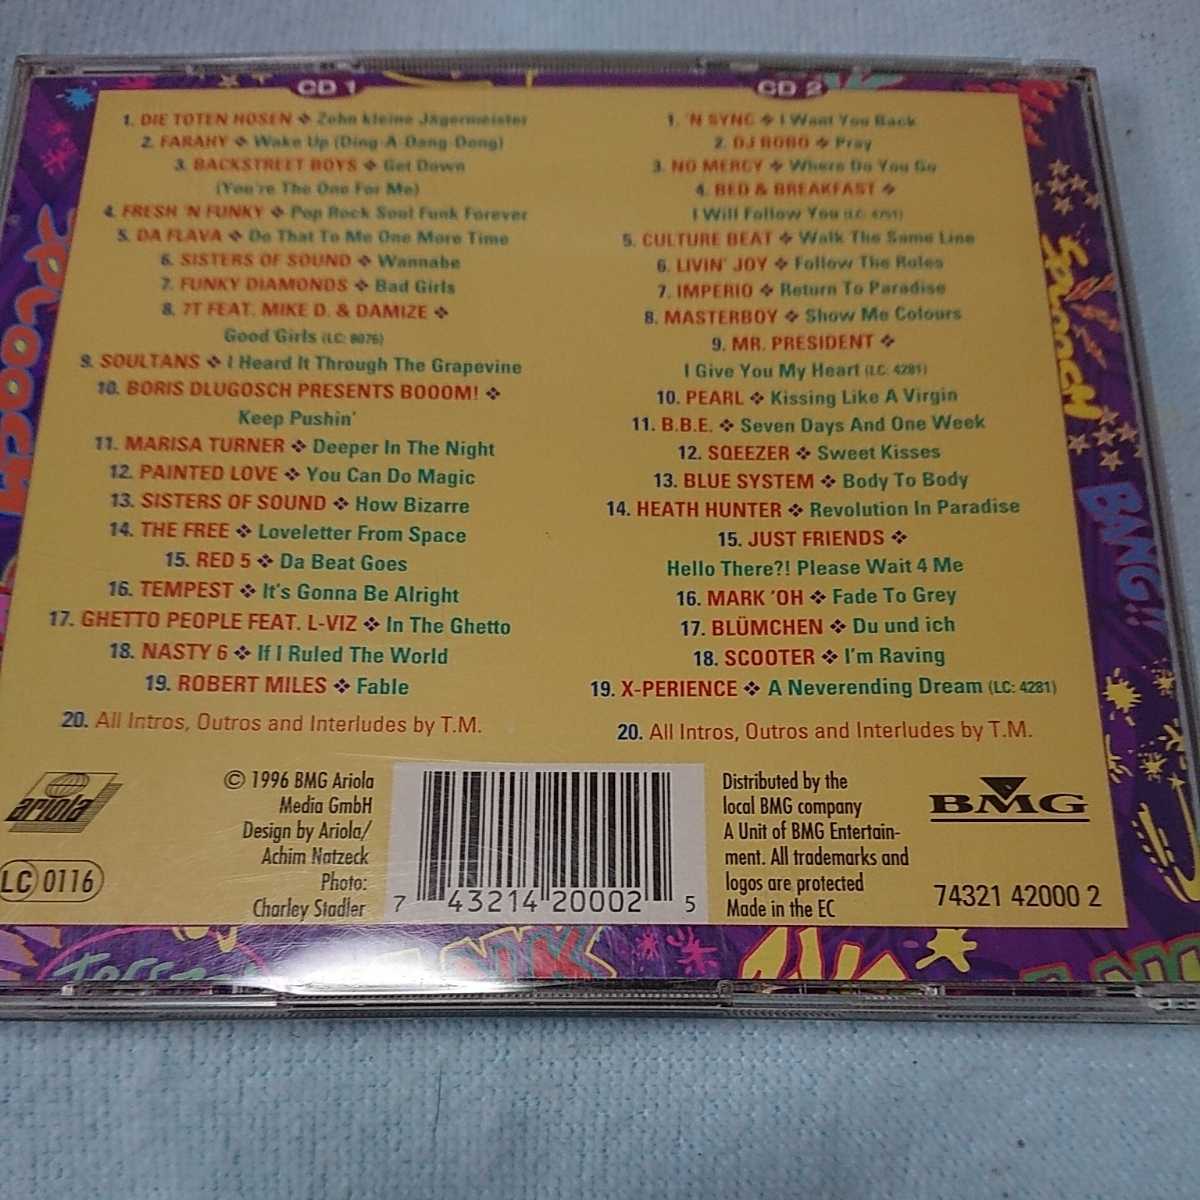 CD 1
1. DIE TOTEN HOSEN ❖ Zehn kleine Jägermeister
2. FARAHY ❖ Wake Up (Ding-A-Dang-Dong)
3. BACKSTREET BOYS ❖ Get Down
(You're The One For Me)
4. FRESH 'N FUNKY ❖ Pop Rock Soul Funk Forever
5. DA FLAVA ❖ Do That To Me One More Time
6. SISTERS OF SOUND ❖ Wannabe
7. FUNKY DIAMONDS ❖ Bad Girls
8. 7T FEAT. MIKE D. & DAMIZE ❖
Good Girls (LC: 8076)
9. SOULTANS ❖ I Heard It Through The Grapevine
10. BORIS DLUGOSCH PRESENTS BOOOM! ❖
Keep Pushin'
11. MARISA TURNER ❖ Deeper In The Night
12. PAINTED LOVE ❖ You Can Do Magic
13. SISTERS OF SOUND ❖ How Bizarre
14. THE FREE ❖ Loveletter From Space
15. RED 5 ❖ Da Beat Goes
16. TEMPEST ❖ It's Gonna Be Alright
17. GHETTO PEOPLE FEAT. L-VIZ ❖ In The Ghetto
18. NASTY 6 ❖ If I Ruled The World
19. ROBERT MILES ❖ Fable
20. All Intros, Outros and Interludes by T.M.
CD 2
1. 'N SYNC ❖ I Want You Back
2. DJ BOBO ❖ Pray
3. NO MERCY ❖ Where Do You Go
4. BED & BREAKFAST ❖
I Will Follow You (LC: 4751)
5. CULTURE BEAT ❖ Walk The Same Line
6. LIVIN' JOY ❖ Follow The Rules
7. IMPERIO ❖ Return To Paradise
8. MASTERBOY ❖ Show Me Colours
9. MR. PRESIDENT ❖
I Give You My Heart (LC: 4281)
10. PEARL ❖ Kissing Like A Virgin
11. B.B.E. ❖ Seven Days And One Week
12. SQEEZER ❖ Sweet Kisses
13. BLUE SYSTEM ❖ Body To Body
14. HEATH HUNTER ❖ Revolution In Paradise
15. JUST FRIENDS ❖
Hello There?! Please Wait 4 Me
16. MARK 'OH ❖ Fade To Grey
17. BLÜMCHEN ❖ Du und ich
18. SCOOTER ❖ I'm Raving
19. X-PERIENCE ❖ A Neverending Dream (LC: 4281)
20. All Intros, Outros and Interludes by T.M.
BANG!!
ariola
LC 0116
© 1996 BMG Ariola
Media GmbH
Design by Ariola/
Achim Natzeck
Photo:
Charley Stadler
7 43214 20002 5
Distributed by the
local BMG company
A Unit of BMG Entertain-
ment. All trademarks and
logos are protected
Made in the EC
BMG
74321 42000 2